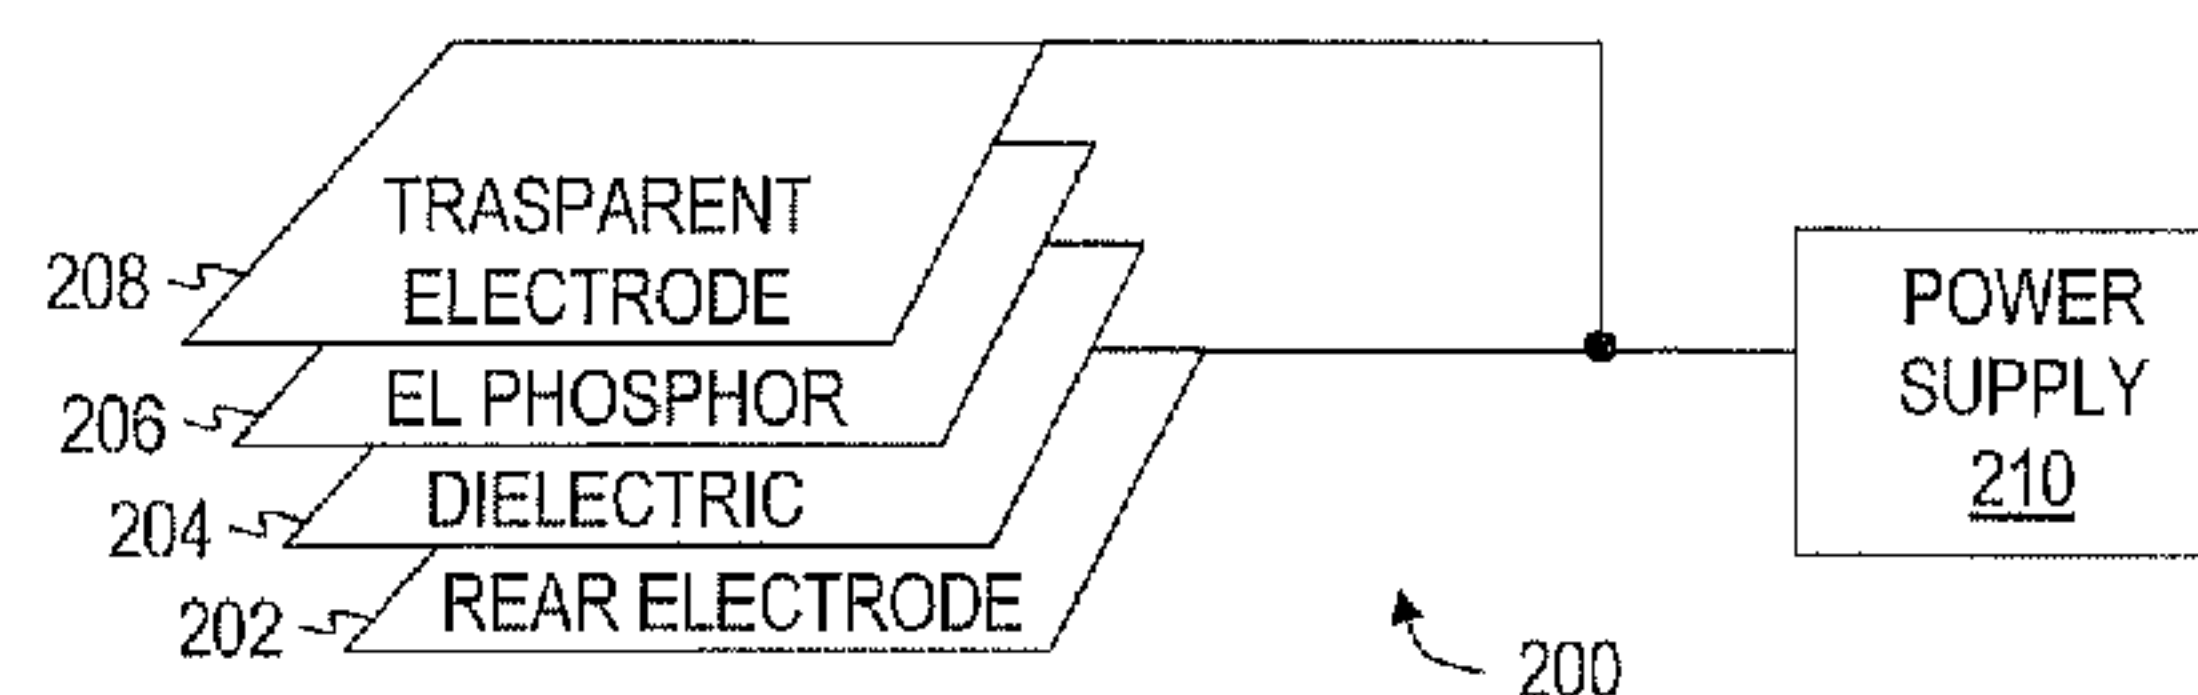 TRASPARENT
ELECTRODE
208
EL PHOSPHOR
206
DIELECTRIC
204
REAR ELECTRODE
202
POWER
SUPPLY
210
200